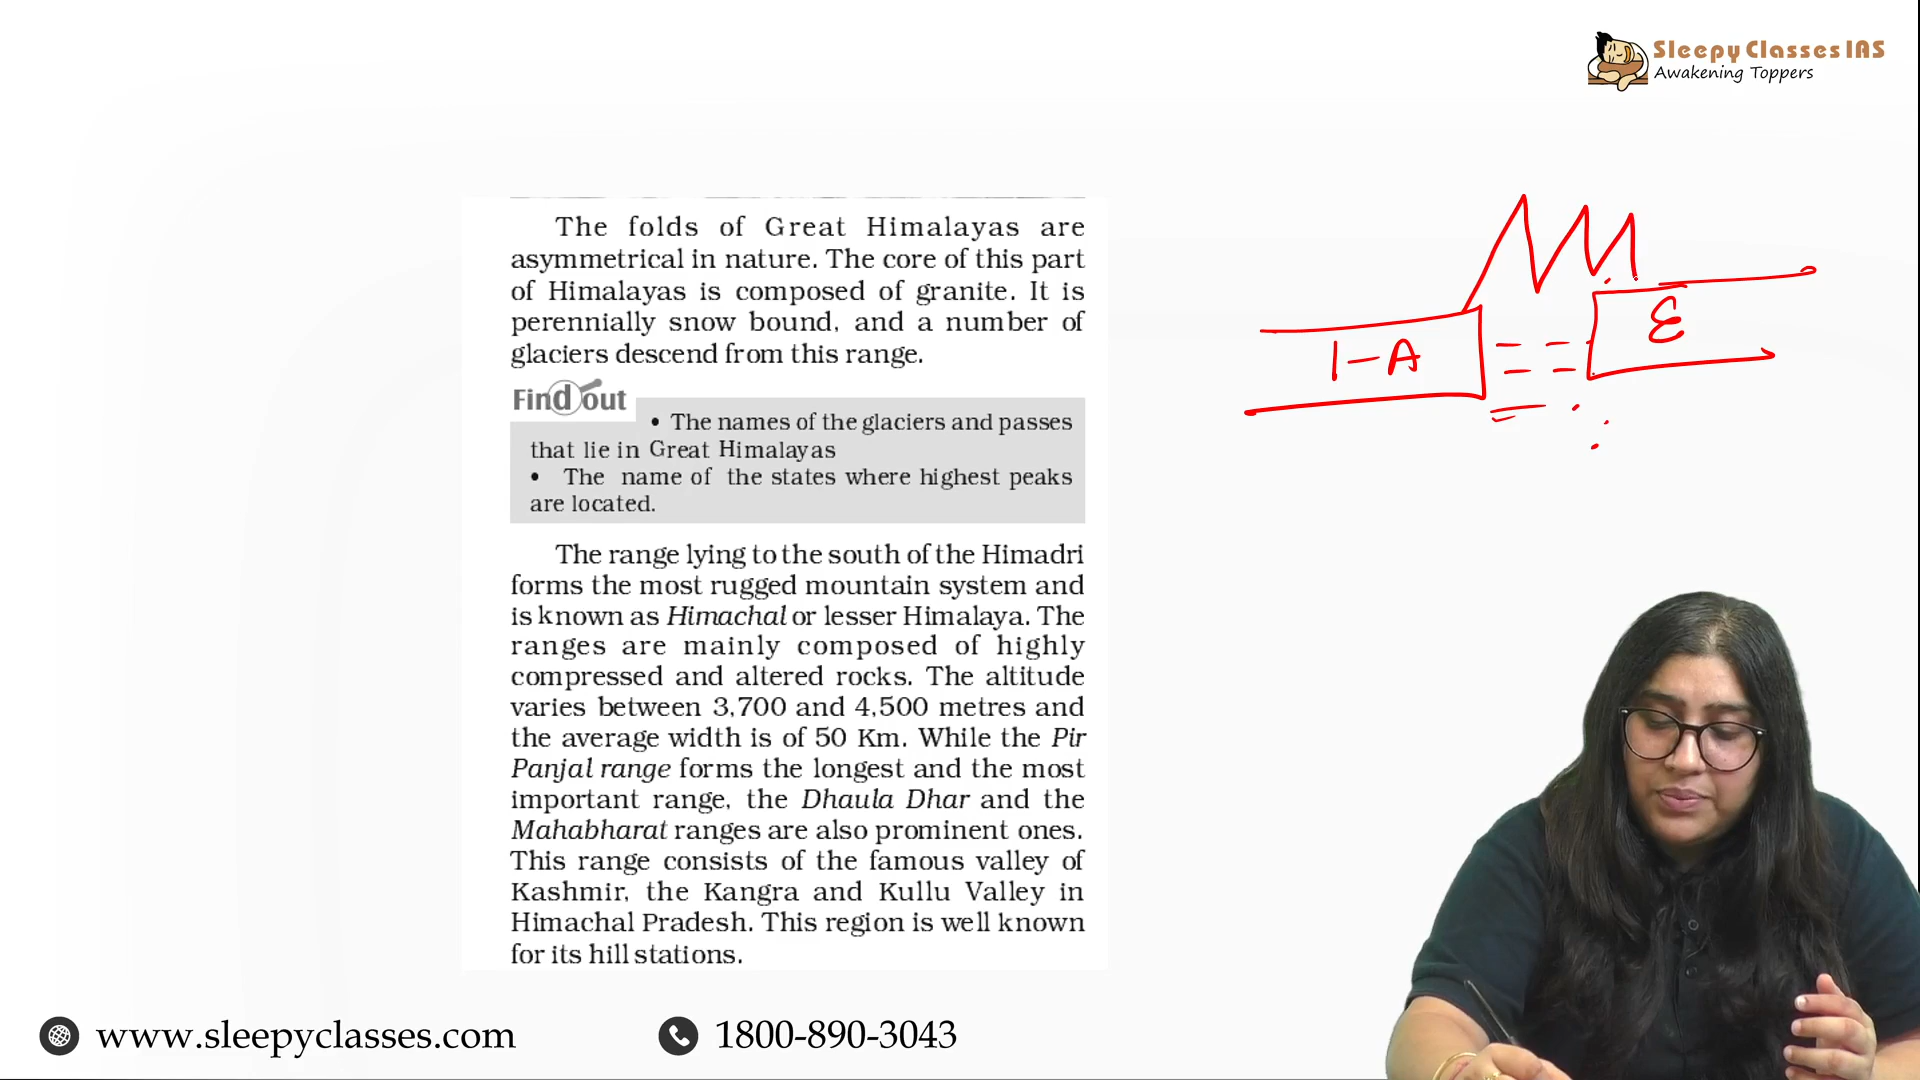 Sleepy Classes IAS
Awakening Toppers
The folds of Great Himalayas are
asymmetrical in nature. The core of this part
of Himalayas is composed of granite. It is
perennially snow bound, and a number of
glaciers descend from this range.
Find out
• The names of the glaciers and passes
that lie in Great Himalayas
• The name of the states where highest peaks
are located.
The range lying to the south of the Himadri
forms the most rugged mountain system and
is known as Himachal or lesser Himalaya. The
ranges are mainly composed of highly
compressed and altered rocks. The altitude
varies between 3,700 and 4,500 metres and
the average width is of 50 Km. While the Pir
Panjal range forms the longest and the most
important range, the Dhaula Dhar and the
Mahabharat ranges are also prominent ones.
This range consists of the famous valley of
Kashmir, the Kangra and Kullu Valley in
Himachal Pradesh. This region is well known
for its hill stations.
I-A
E
www.sleepyclasses.com
1800-890-3043